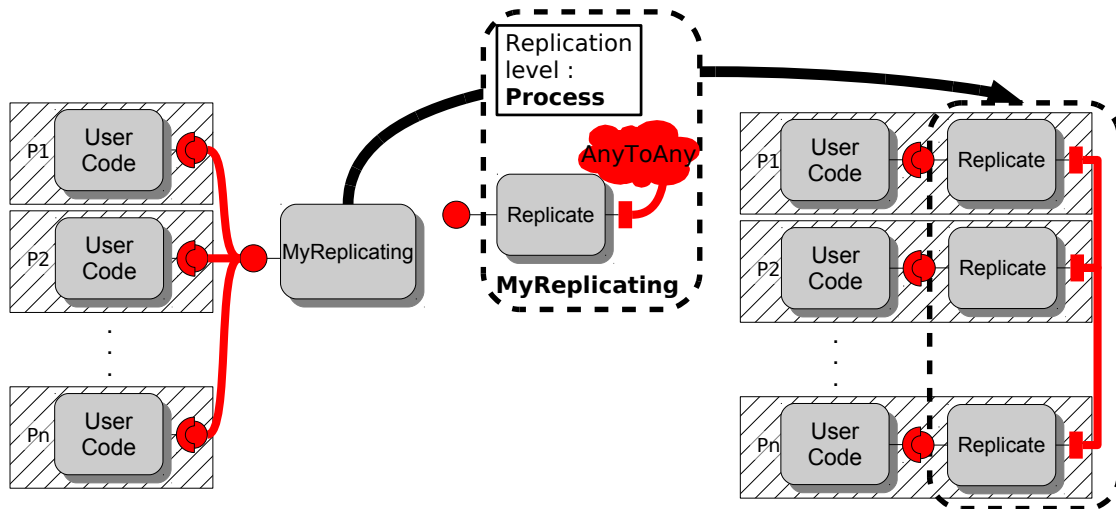 P1
User
Code
P2
User
Code
.
.
.
Pn
User
Code
MyReplicating
Replication
level :
Process
AnyToAny
Replicate
MyReplicating
P1
User
Code
Replicate
P2
User
Code
Replicate
.
.
.
Pn
User
Code
Replicate